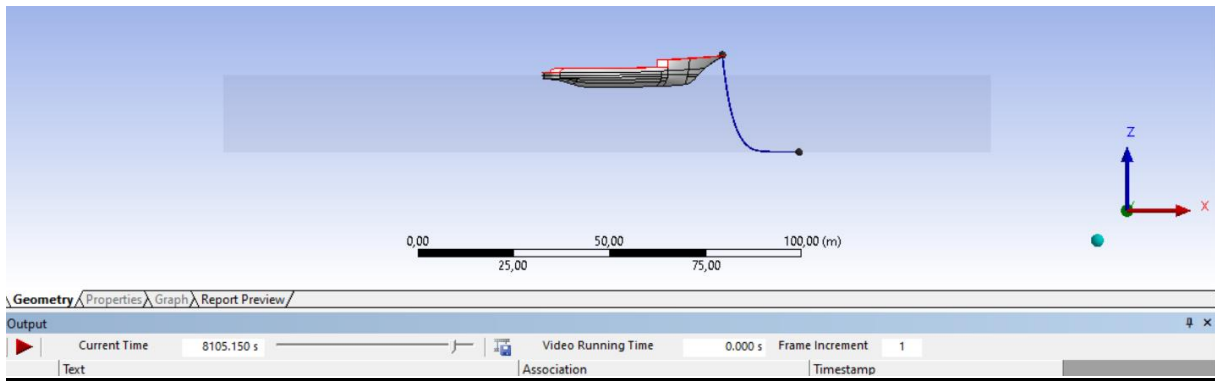 Z
X
0,00 50,00 100,00 (m)
25,00 75,00
Geometry Properties Graph Report Preview
Output
Current Time 8105.150 s Video Running Time 0.000 s Frame Increment 1
Text Association Timestamp